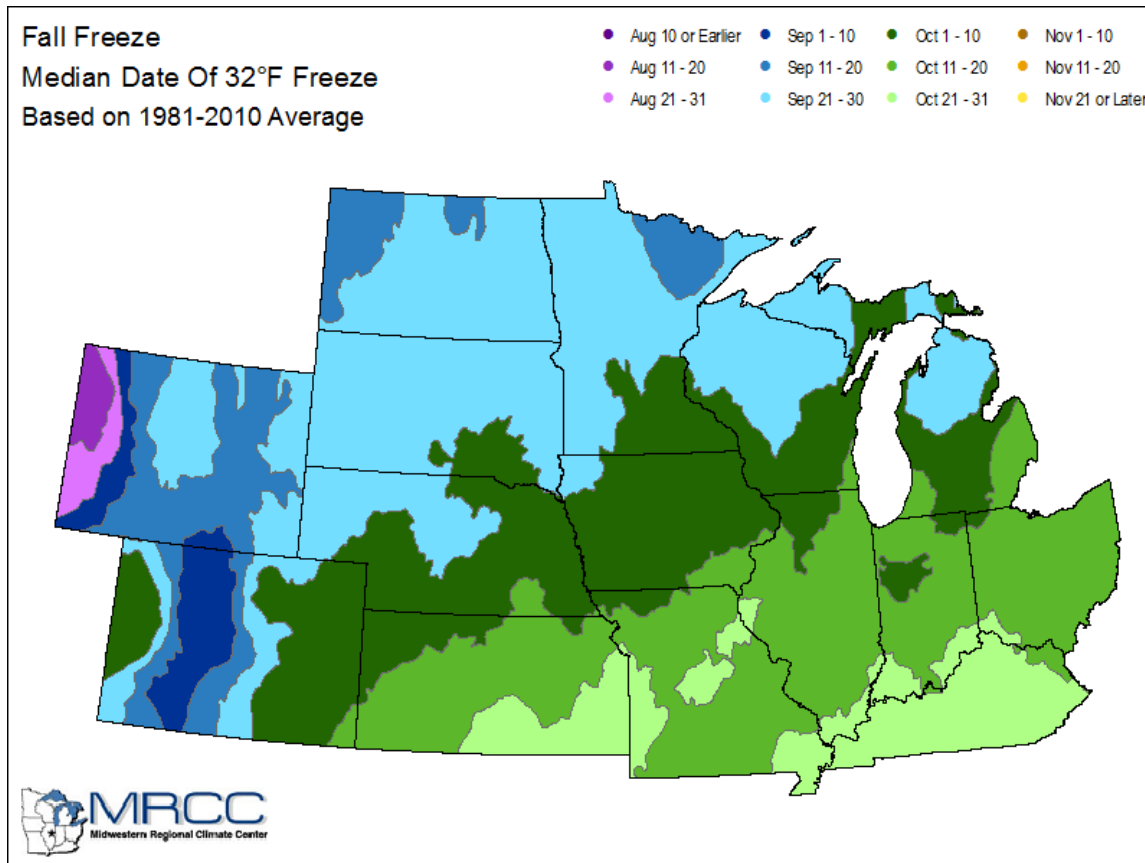 Fall Freeze
Median Date Of 32°F Freeze
Based on 1981-2010 Average
Aug 10 or Earlier
Aug 11 - 20
Aug 21 - 31
Sep 1 - 10
Sep 11 - 20
Sep 21 - 30
Oct 1 - 10
Oct 11 - 20
Oct 21 - 31
Nov 1 - 10
Nov 11 - 20
Nov 21 or Later
MRCC
Midwestern Regional Climate Center